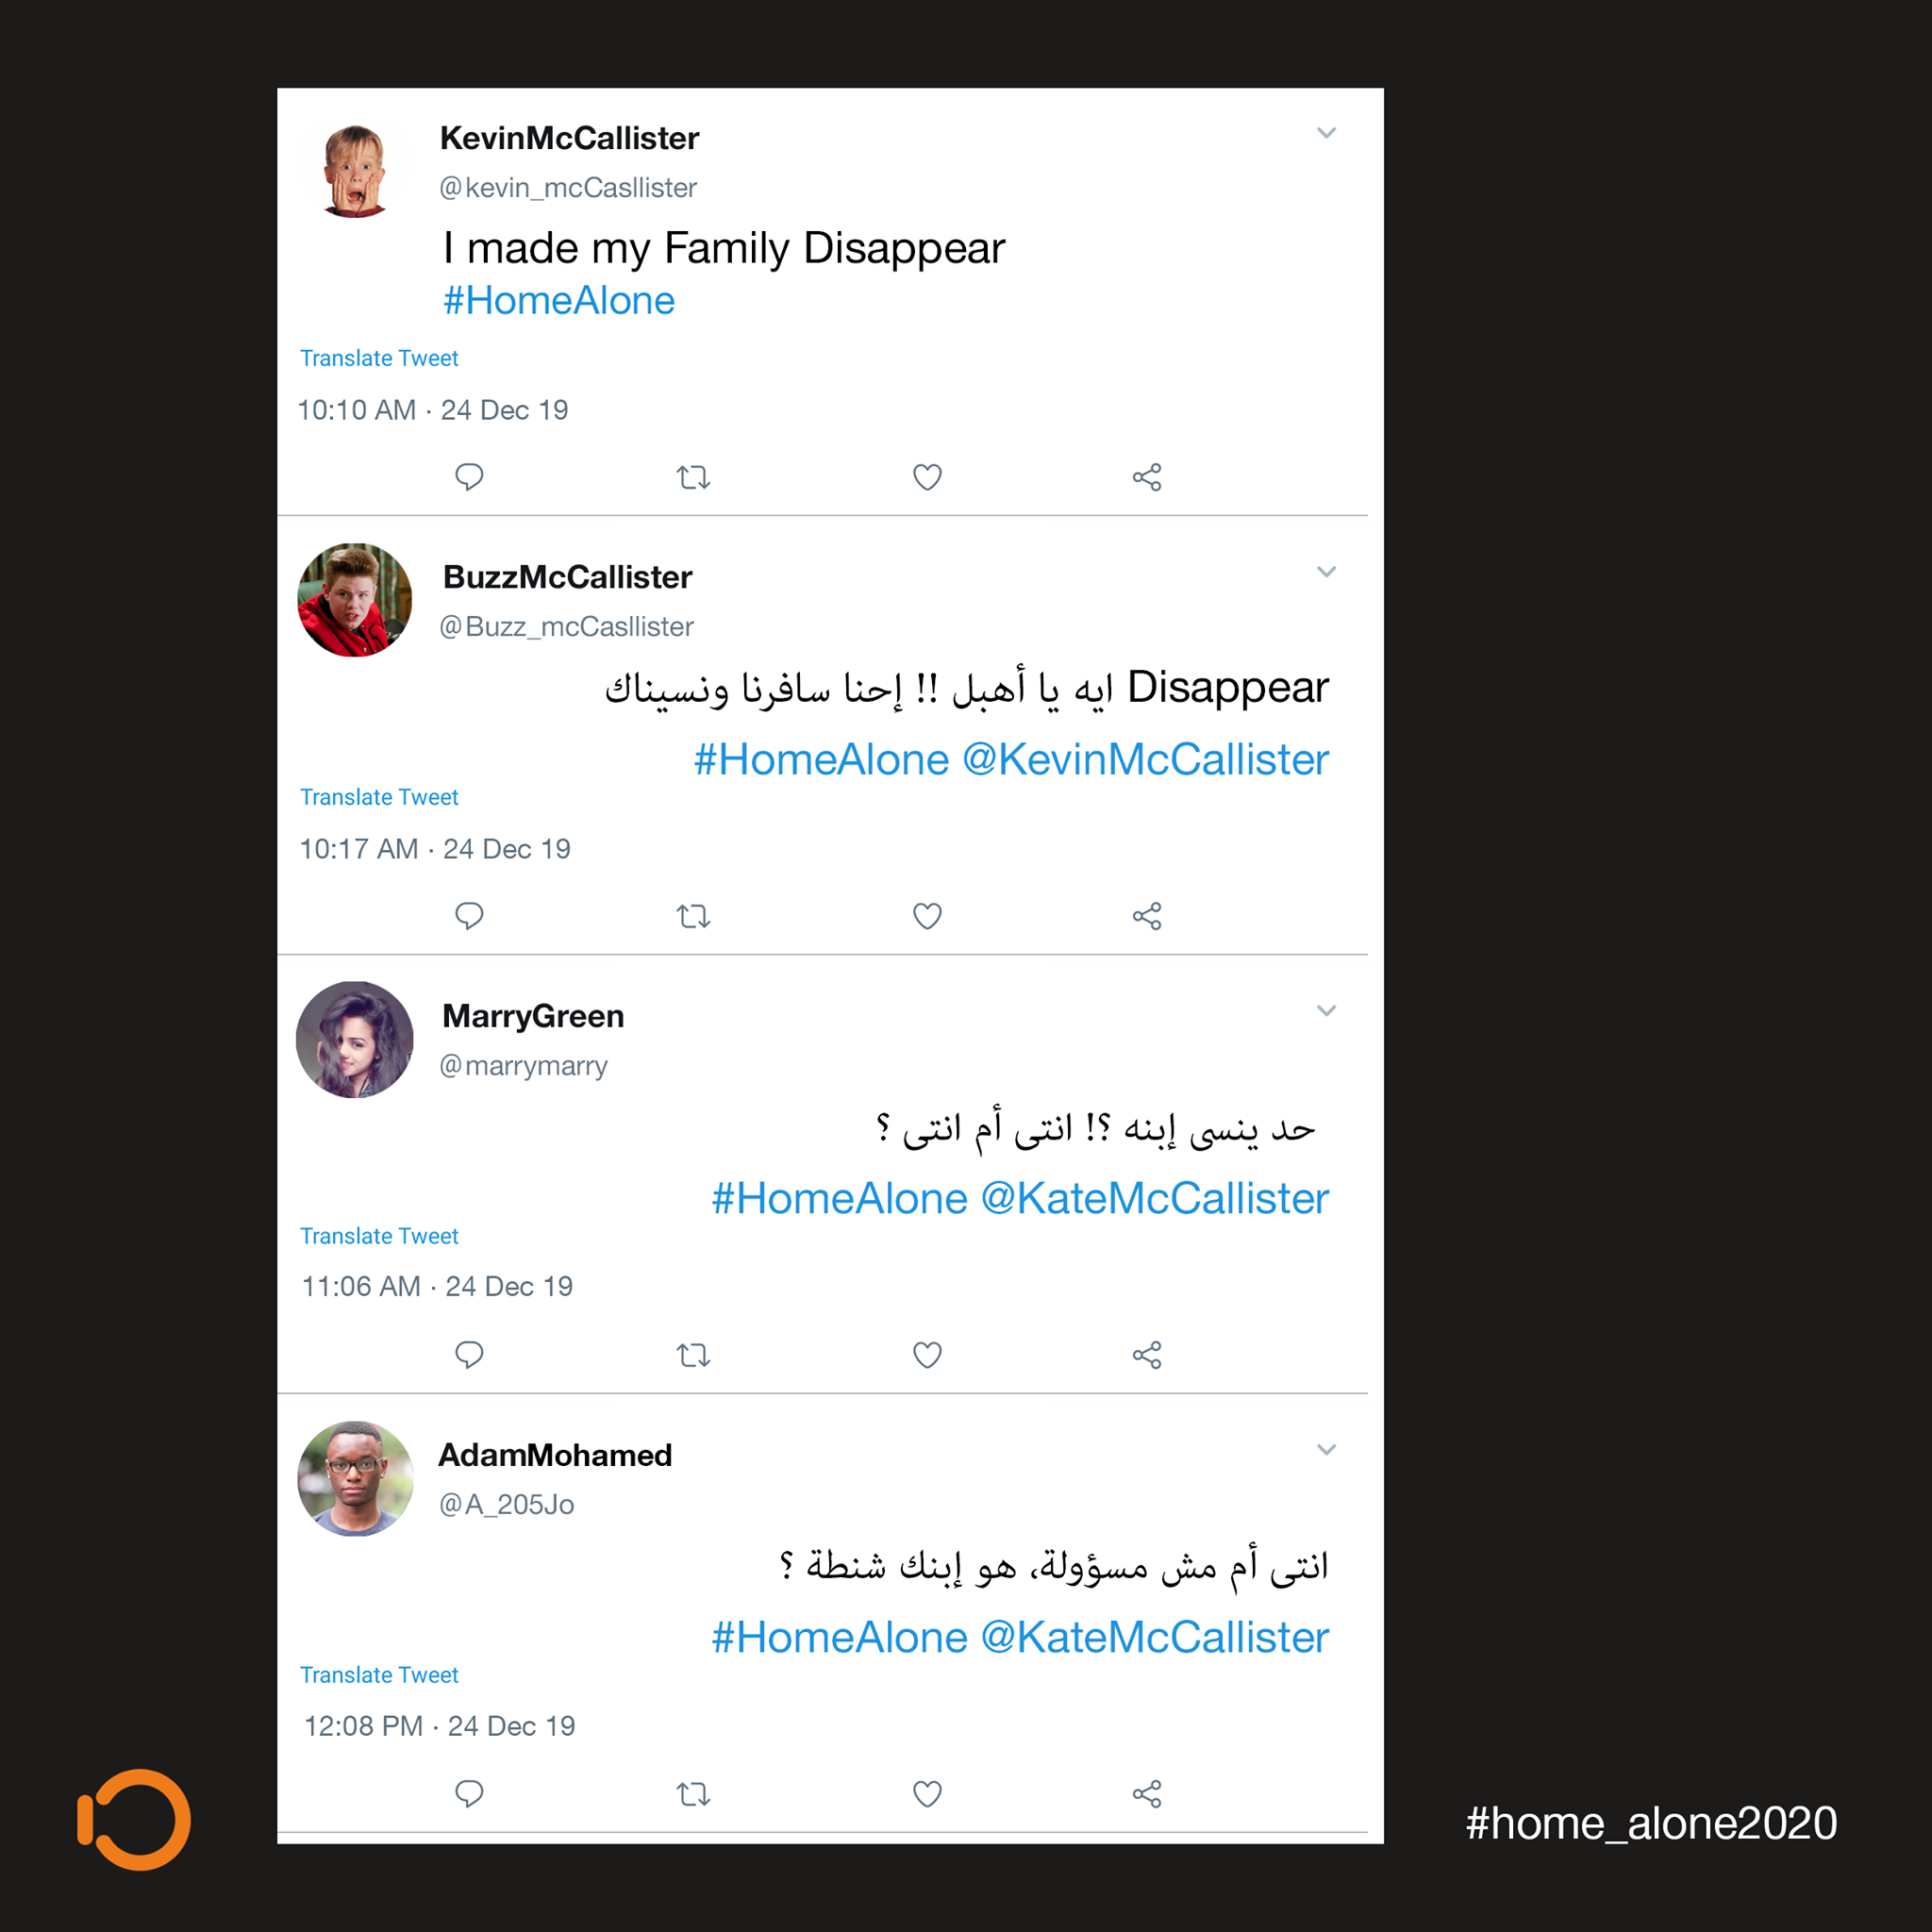 KevinMcCallister
@kevin_mcCasllister
I made my Family Disappear
#HomeAlone
Translate Tweet
10:10 AM · 24 Dec 19
BuzzMcCallister
@Buzz_mcCasllister
Disappear ايه يا أهبل !! إحنا سافرنا ونسيناك
#HomeAlone @KevinMcCallister
Translate Tweet
10:17 AM · 24 Dec 19
MarryGreen
@marrymarry
حد ينسى إبنه ؟! انتى أم انتى ؟
#HomeAlone @KateMcCallister
Translate Tweet
11:06 AM · 24 Dec 19
AdamMohamed
@A_205Jo
انتى أم مش مسؤولة، هو إبنك شنطة ؟
#HomeAlone @KateMcCallister
Translate Tweet
12:08 PM · 24 Dec 19
#home_alone2020